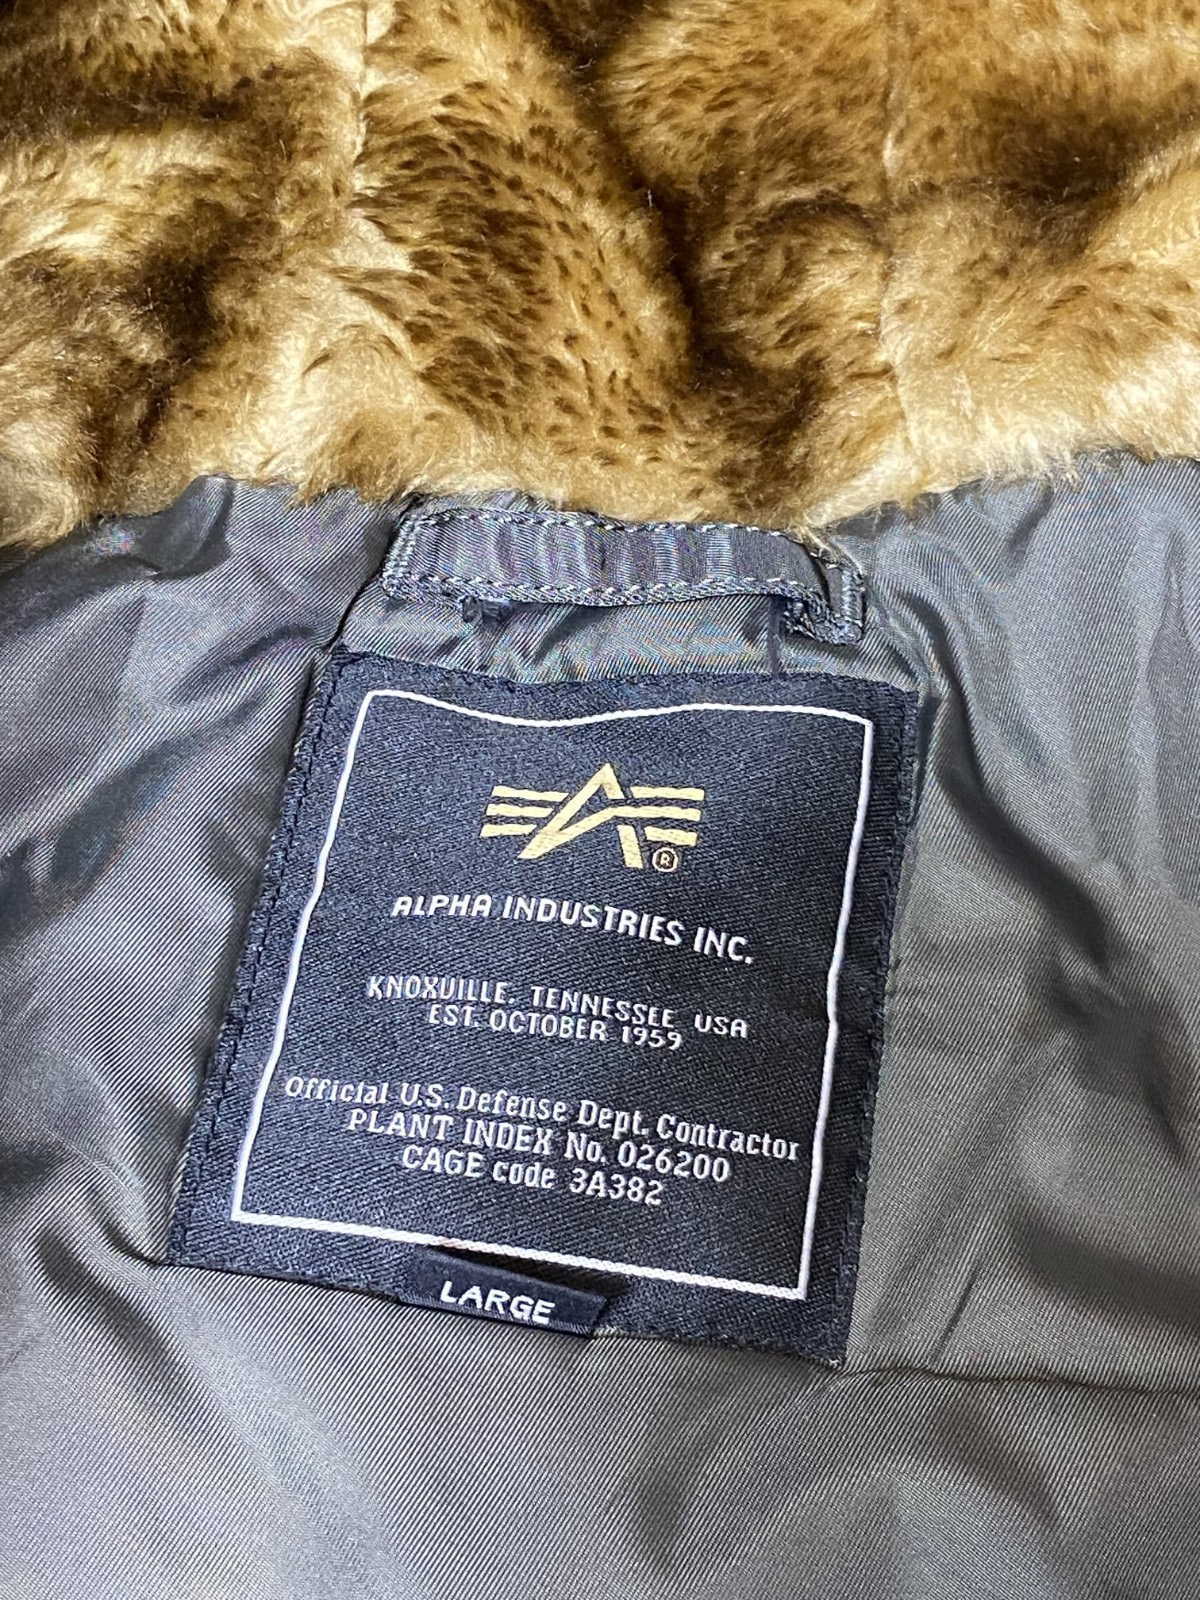 ®
ALPHA INDUSTRIES INC.
KNOXVILLE. TENNESSEE USA
EST. OCTOBER 1959
Official U.S. Defense Dept. Contractor
PLANT INDEX No. 026200
CAGE code 3A382
LARGE